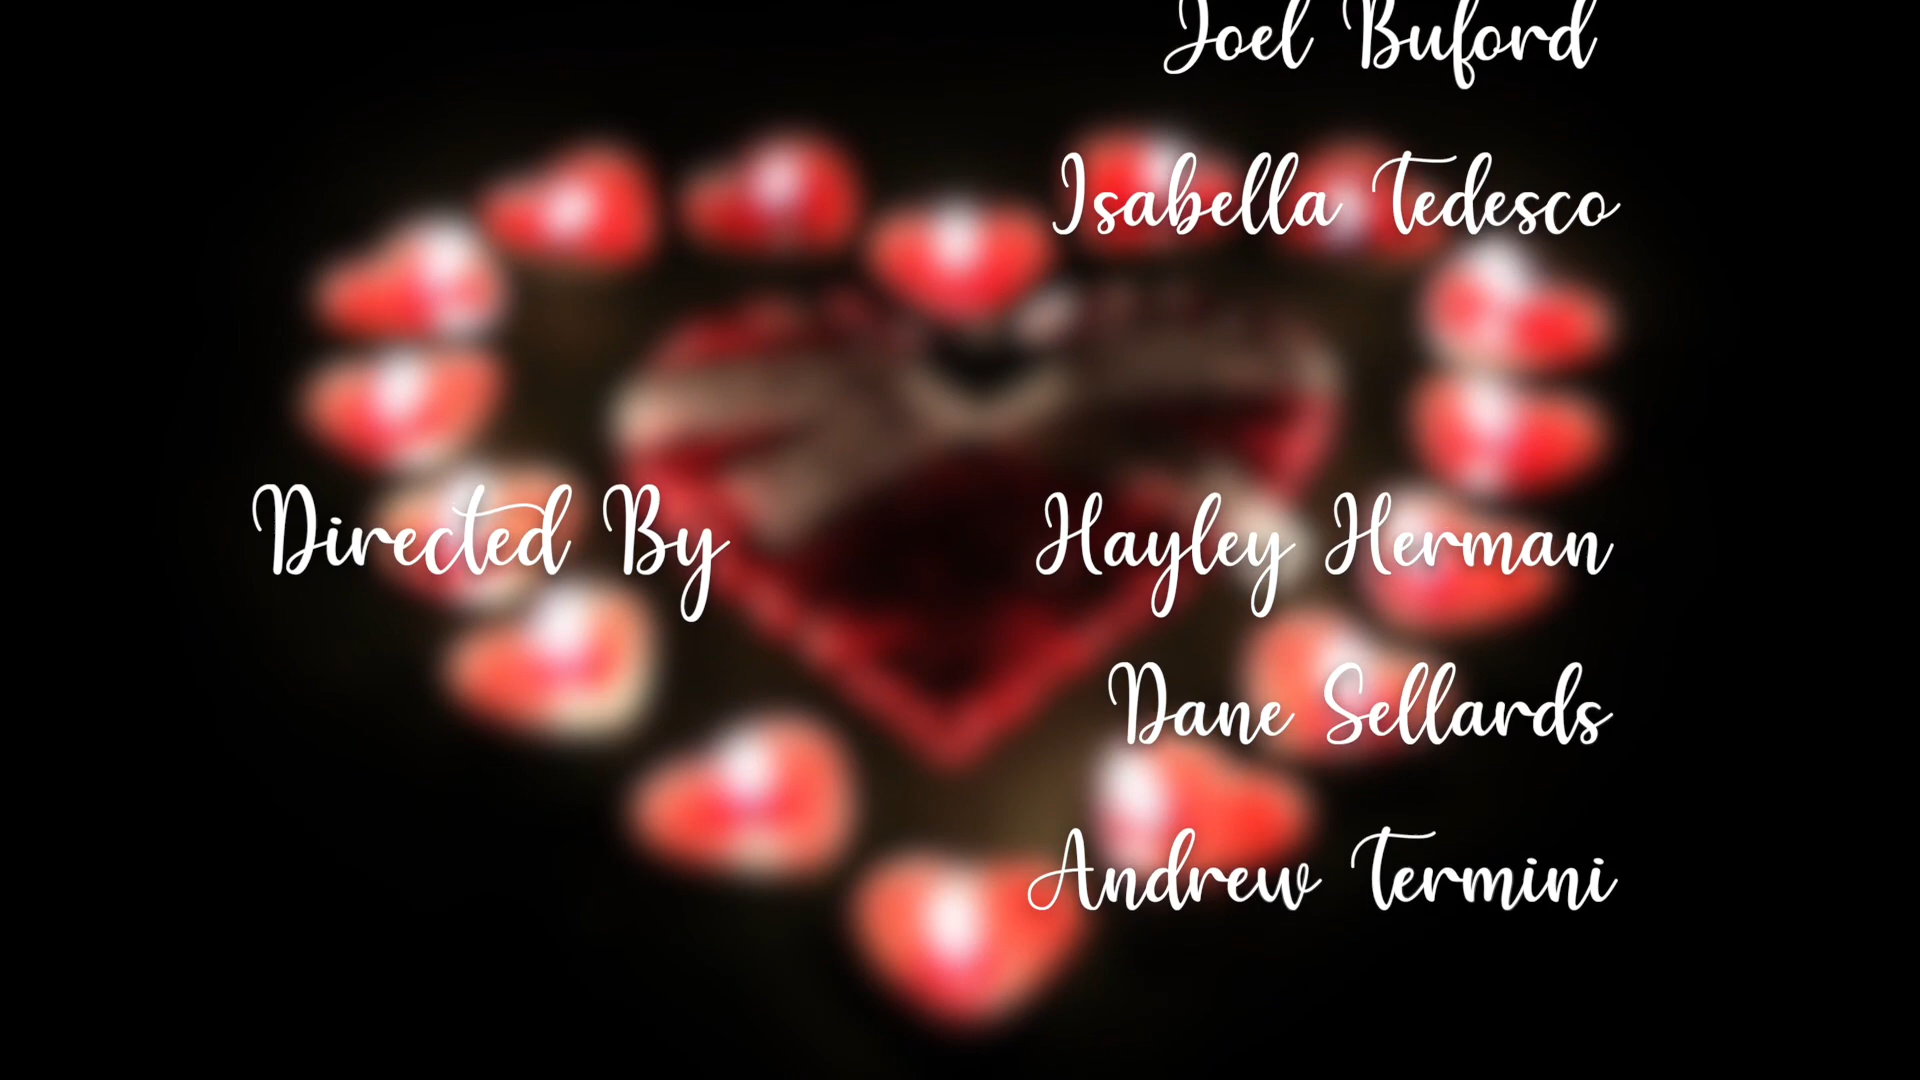 Joel Buford
Isabella Tedesco
Directed By Hayley Herman
Dane Sellards
Andrew Termini